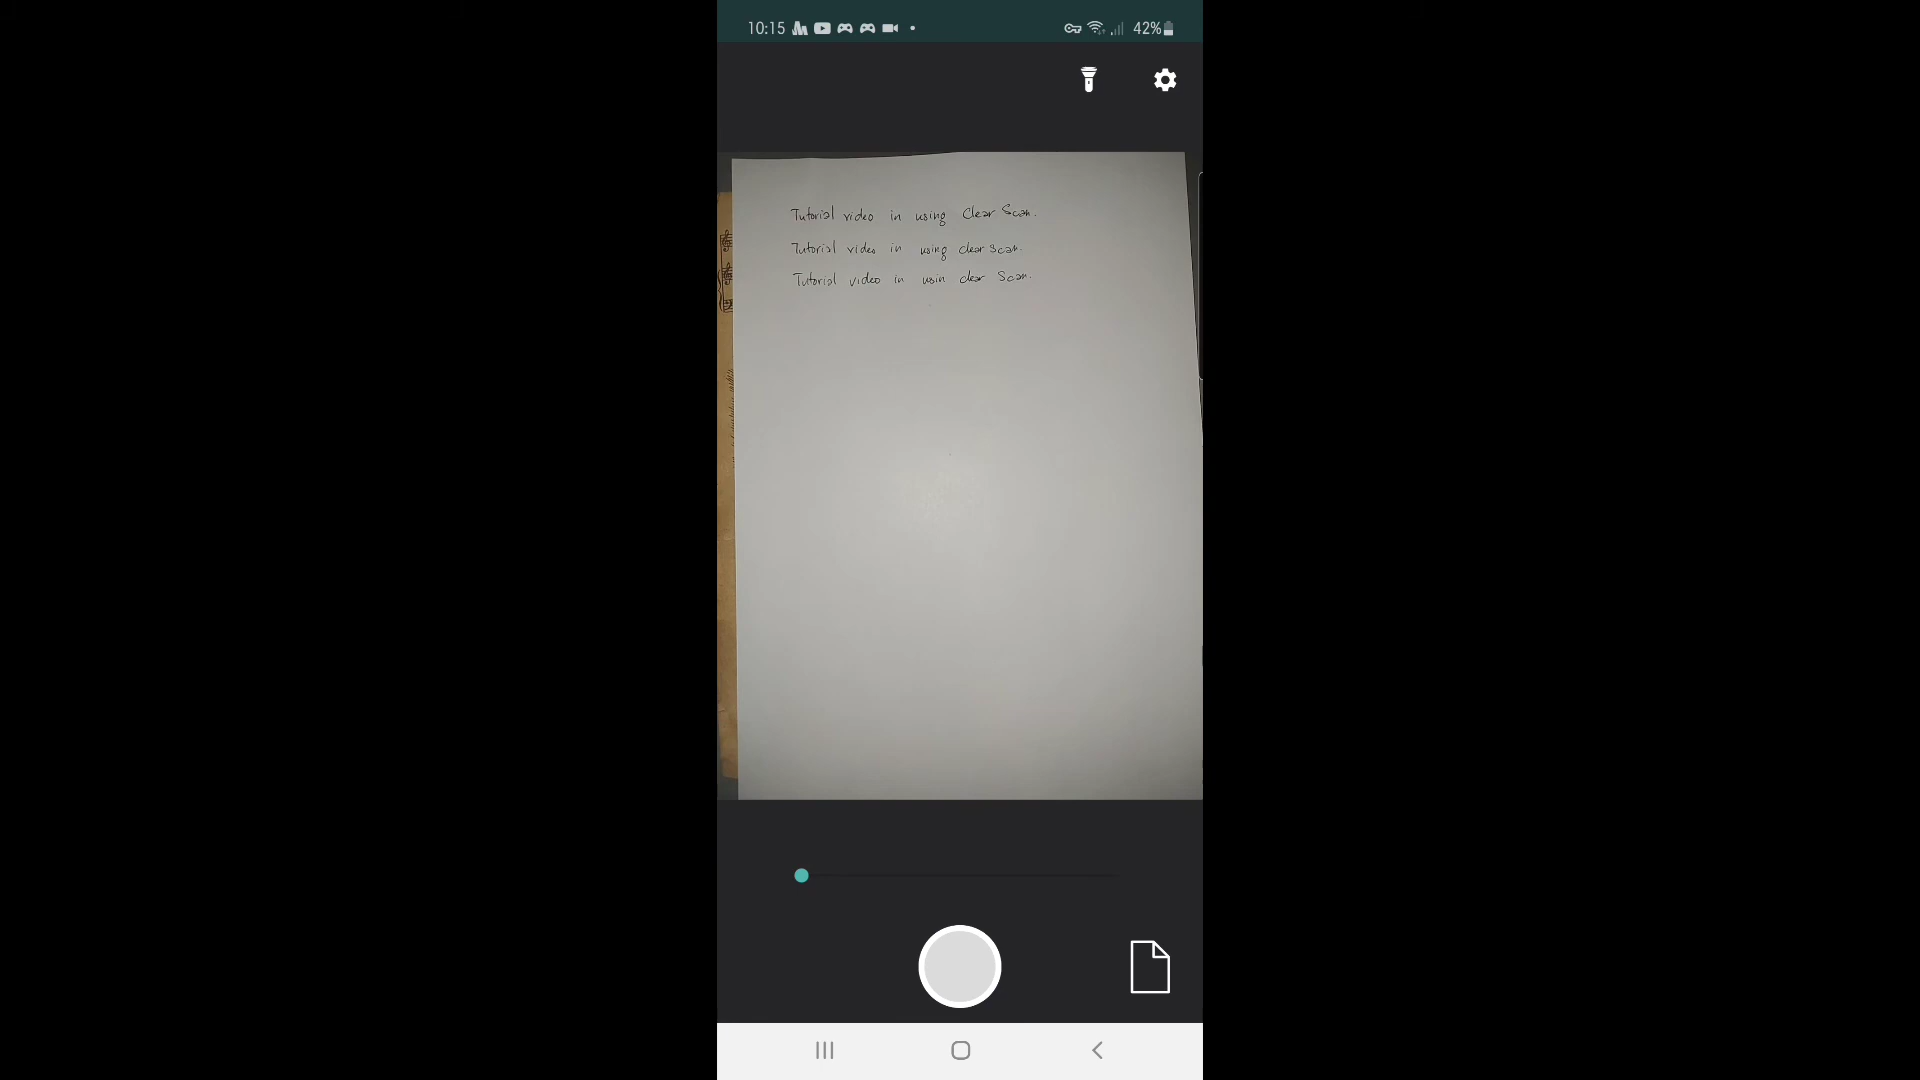 10:15 42%
Tutorial video in using Clear Scan.
Tutorial video in using clear scan.
Tutorial video in usin clear Scan.